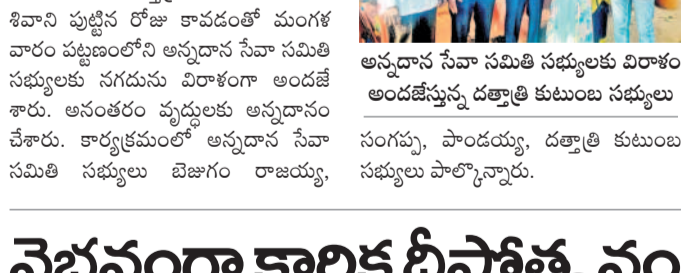 శివాని పుట్టిన రోజు కావడంతో మంగళ
వారం పట్టణంలోని అన్నదాన సేవా సమితి
సభ్యులకు నగదును విరాళంగా అందజే
శారు. అనంతరం వృద్ధులకు అన్నదానం
చేశారు. కార్యక్రమంలో అన్నదాన సేవా
సమితి సభ్యులు బెజుగం రాజయ్య,
అన్నదాన సేవా సమితి సభ్యులకు విరాళం
అందజేస్తున్న దత్తాత్రి కుటుంబ సభ్యులు
సంగప్ప, పాండయ్య, దత్తాత్రి కుటుంబ
సభ్యులు పాల్గొన్నారు.